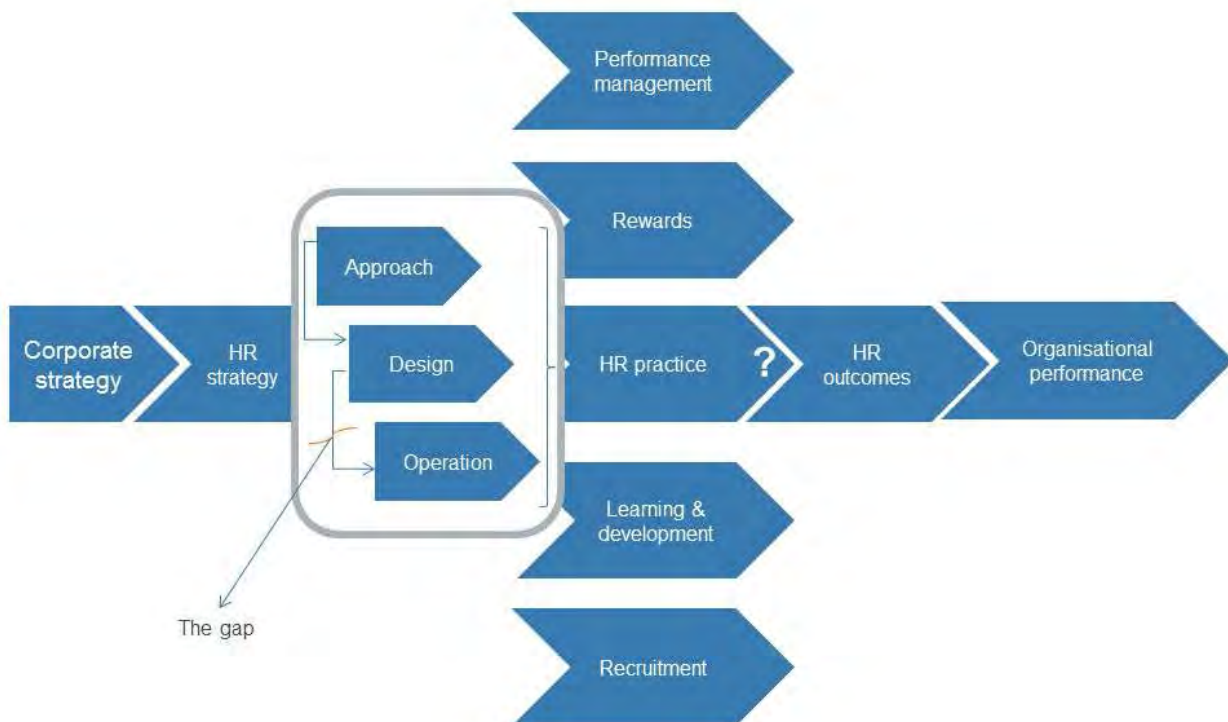 Performance
management
Rewards
Approach
Corporate
strategy
HR
strategy
Design
HR practice
?
HR
outcomes
Organisational
performance
Operation
Learning &
development
The gap
Recruitment